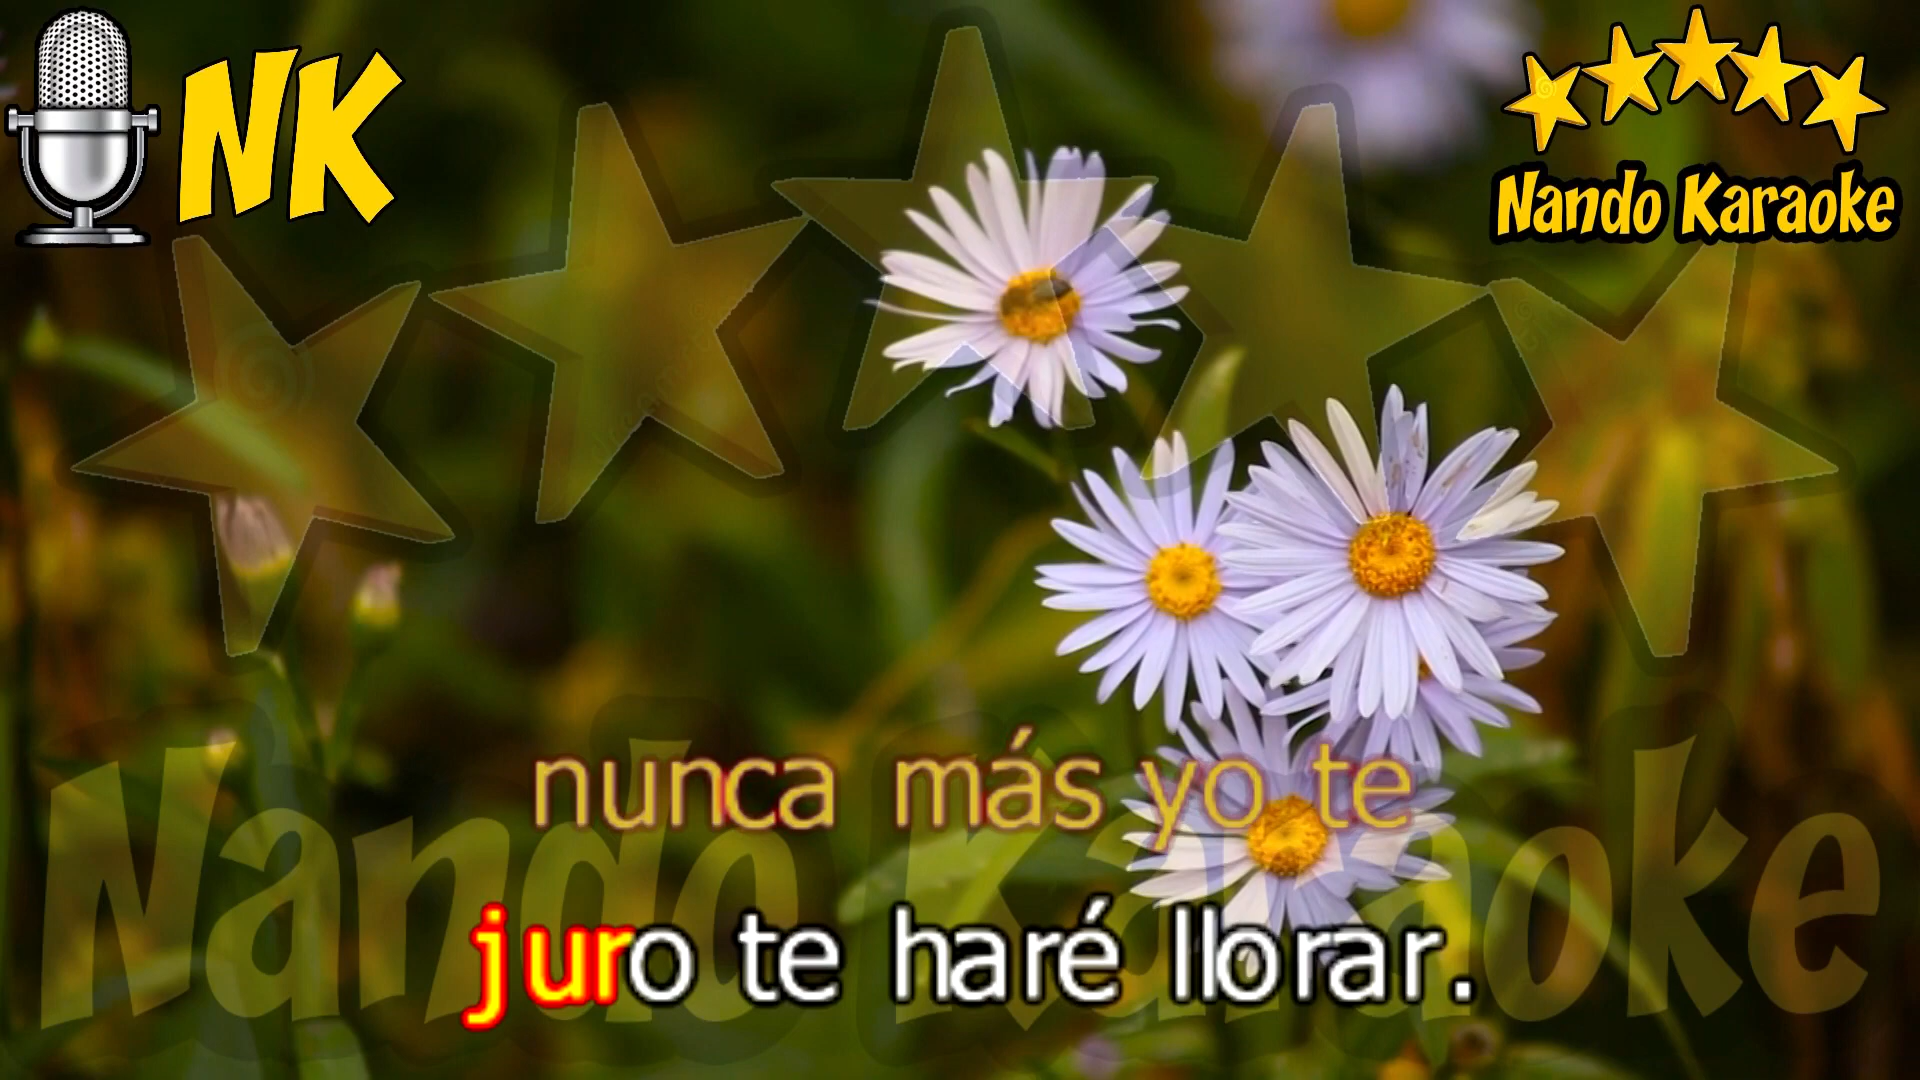 NK
Nando Karaoke
nunca más yo te
juro te haré llorar.
Nando Karaoke